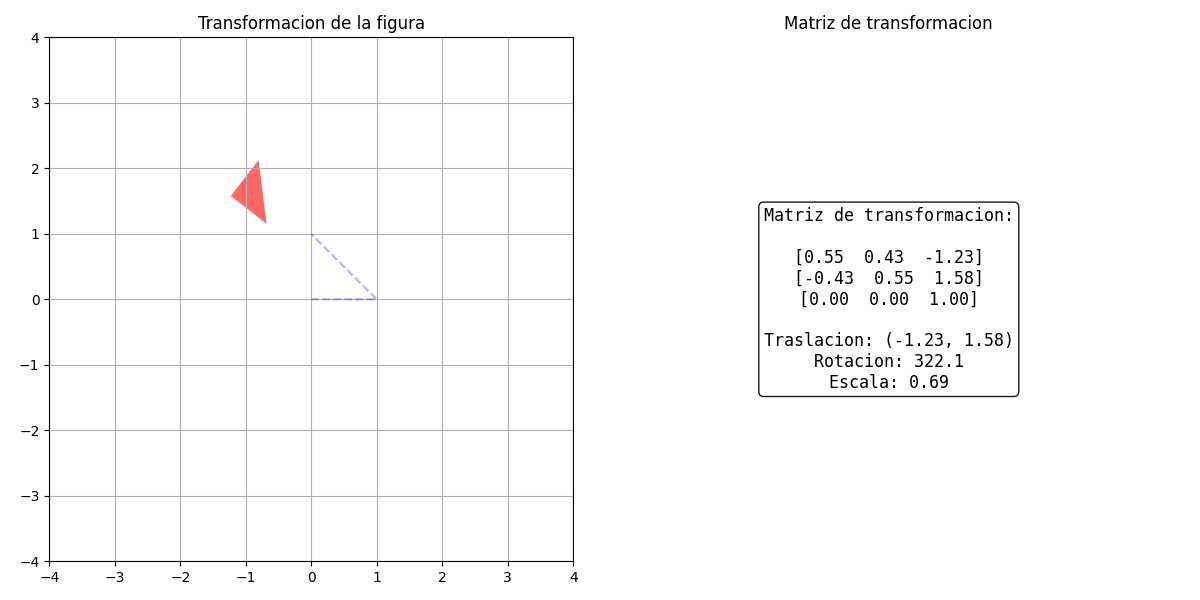 Transformacion de la figura
4
3
2
1
0
−1
−2
−3
−4
−4 −3 −2 −1 0 1 2 3 4
Matriz de transformacion
Matriz de transformacion:
[0.55 0.43 -1.23]
[-0.43 0.55 1.58]
[0.00 0.00 1.00]
Traslacion: (-1.23, 1.58)
Rotacion: 322.1
Escala: 0.69